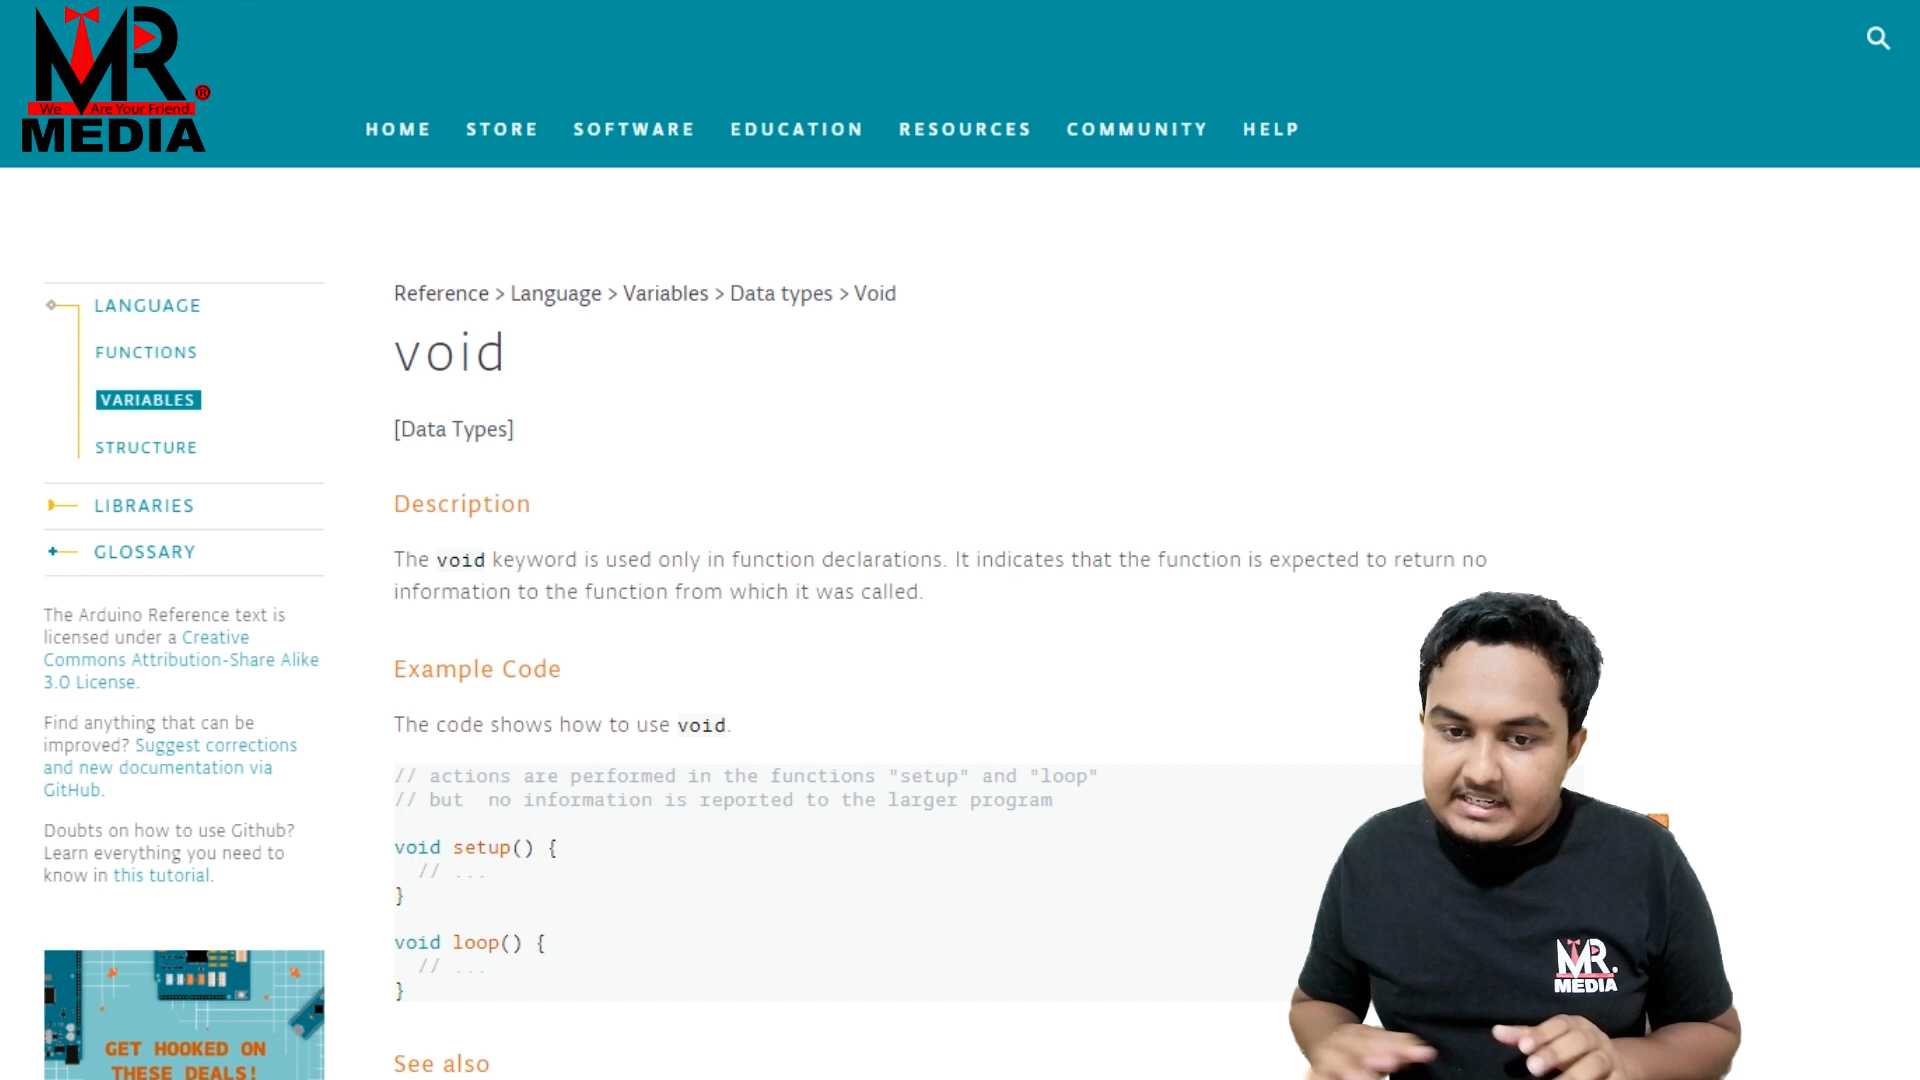 MR.
®
We Are Your Friend.
MEDIA
HOME STORE SOFTWARE EDUCATION RESOURCES COMMUNITY HELP
LANGUAGE
FUNCTIONS
VARIABLES
STRUCTURE
LIBRARIES
GLOSSARY
The Arduino Reference text is
licensed under a Creative
Commons Attribution-Share Alike
3.0 License.
Find anything that can be
improved? Suggest corrections
and new documentation via
GitHub.
Doubts on how to use Github?
Learn everything you need to
know in this tutorial.
GET HOOKED ON
THESE DEALS!
Reference > Language > Variables > Data types > Void
void
[Data Types]
Description
The void keyword is used only in function declarations. It indicates that the function is expected to return no
information to the function from which it was called.
Example Code
The code shows how to use void.
// actions are performed in the functions "setup" and "loop"
// but  no information is reported to the larger program
void setup() {
  // ...
}
void loop() {
  // ...
}
See also
MR.
MEDIA